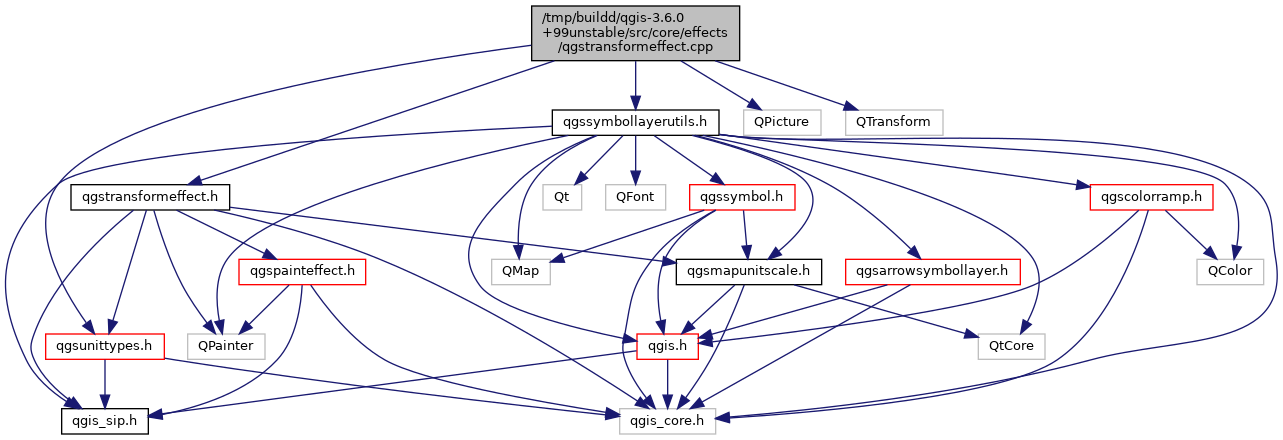 /tmp/buildd/qgis-3.6.0
+99unstable/src/core/effects
/qgstransformeffect.cpp
qgssymbollayerutils.h
QPicture
QTransform
qgstransformeffect.h
Qt
QFont
qgssymbol.h
qgscolorramp.h
qgspainteffect.h
QMap
qgsmapunitscale.h
qgsarrowsymbollayer.h
QColor
qgsunittypes.h
QPainter
qgis.h
QtCore
qgis_sip.h
qgis_core.h